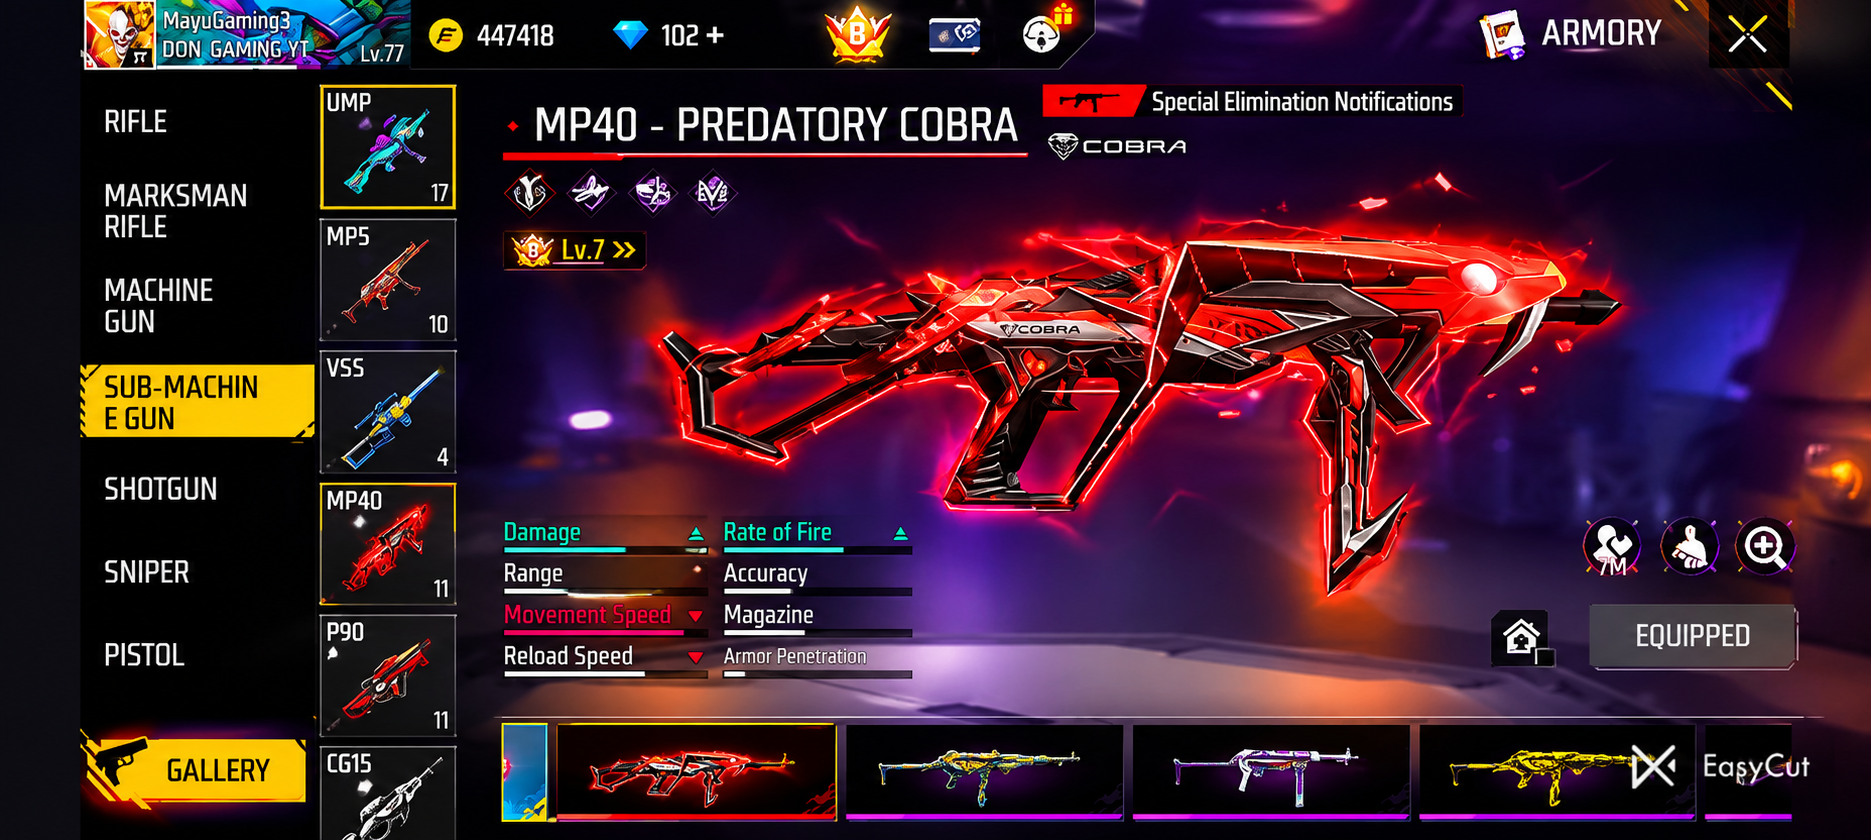 MayuGaming3
DON GAMING YT
Lv.77
447418
102 +
B
ARMORY
RIFLE
MARKSMAN
RIFLE
MACHINE
GUN
SUB-MACHIN
E GUN
SHOTGUN
SNIPER
PISTOL
GALLERY
UMP
17
MP5
10
VSS
4
MP40
11
P90
11
CG15
MP40 - PREDATORY COBRA
Special Elimination Notifications
COBRA
B Lv.7
COBRA
Damage
Rate of Fire
Range
Accuracy
Movement Speed
Magazine
Reload Speed
Armor Penetration
7M
EQUIPPED
EasyCut